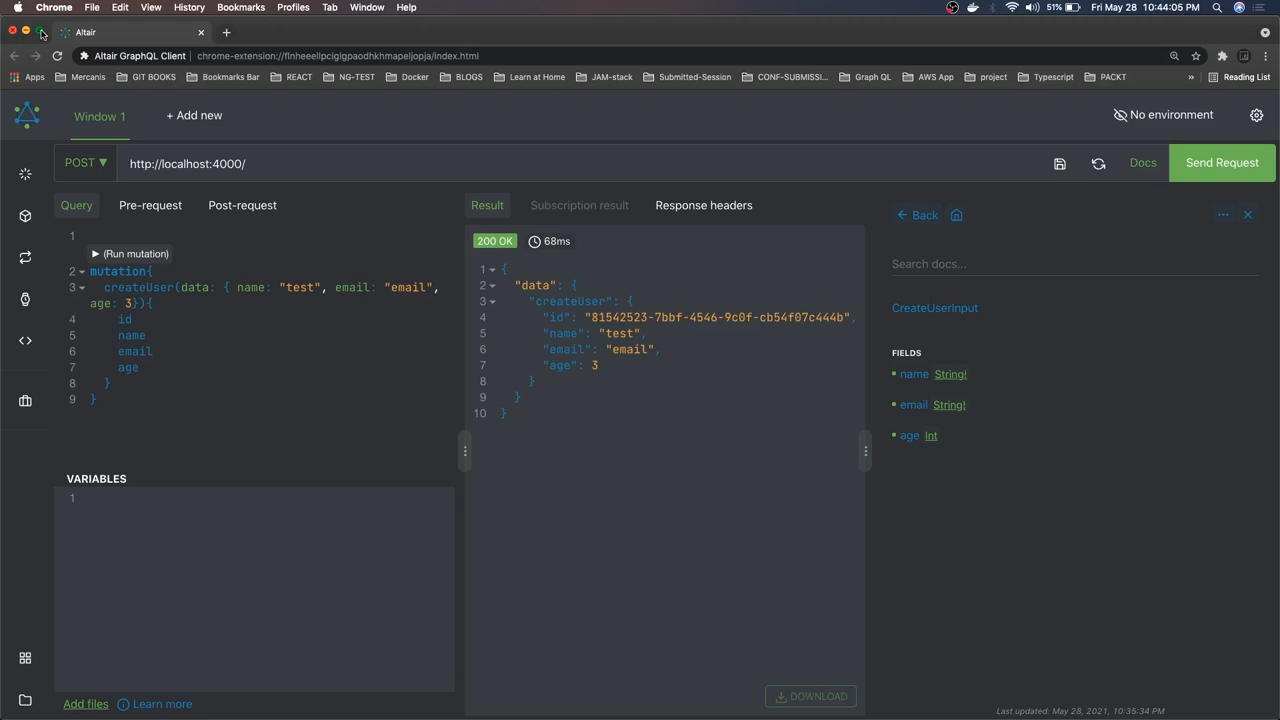 Chrome File Edit View History Bookmarks Profiles Tab Window Help 51% Fri May 28 10:44:05 PM
Altair
Altair GraphQL Client chrome-extension://flnheeellpciglgpaodhkhmapeljopja/index.html
Apps Mercanis GIT BOOKS Bookmarks Bar REACT NG-TEST Docker BLOGS Learn at Home JAM-stack Submitted-Session CONF-SUBMISSI... Graph QL AWS App project Typescript PACKT » Reading List
Window 1 + Add new No environment
POST ▼ http://localhost:4000/ Docs Send Request
Query Pre-request Post-request
1
▶ (Run mutation)
2 mutation{
3 createUser(data: { name: "test", email: "email",
age: 3}){
4 id
5 name
6 email
7 age
8 }
9 }
VARIABLES
1
Add files Learn more
Result Subscription result Response headers
200 OK 68ms
1 {
2 "data": {
3 "createUser": {
4 "id": "81542523-7bbf-4546-9c0f-cb54f07c444b",
5 "name": "test",
6 "email": "email",
7 "age": 3
8 }
9 }
10 }
DOWNLOAD
Back
Search docs...
CreateUserInput
FIELDS
name String!
email String!
age Int
Last updated: May 28, 2021, 10:35:34 PM